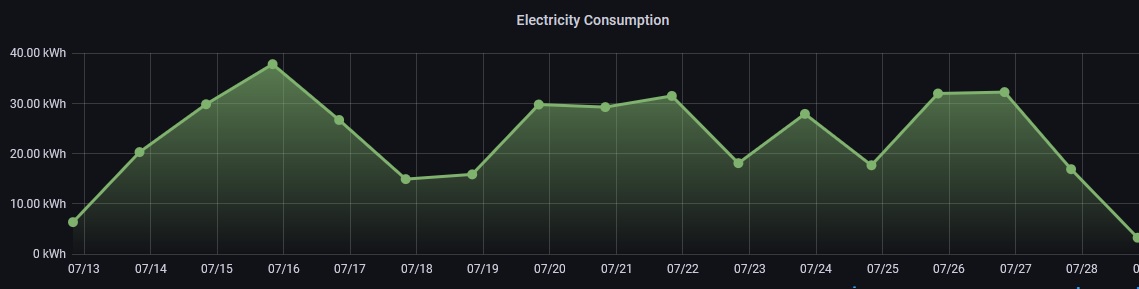 Electricity Consumption
40.00 kWh
30.00 kWh
20.00 kWh
10.00 kWh
0 kWh
07/13 07/14 07/15 07/16 07/17 07/18 07/19 07/20 07/21 07/22 07/23 07/24 07/25 07/26 07/27 07/28